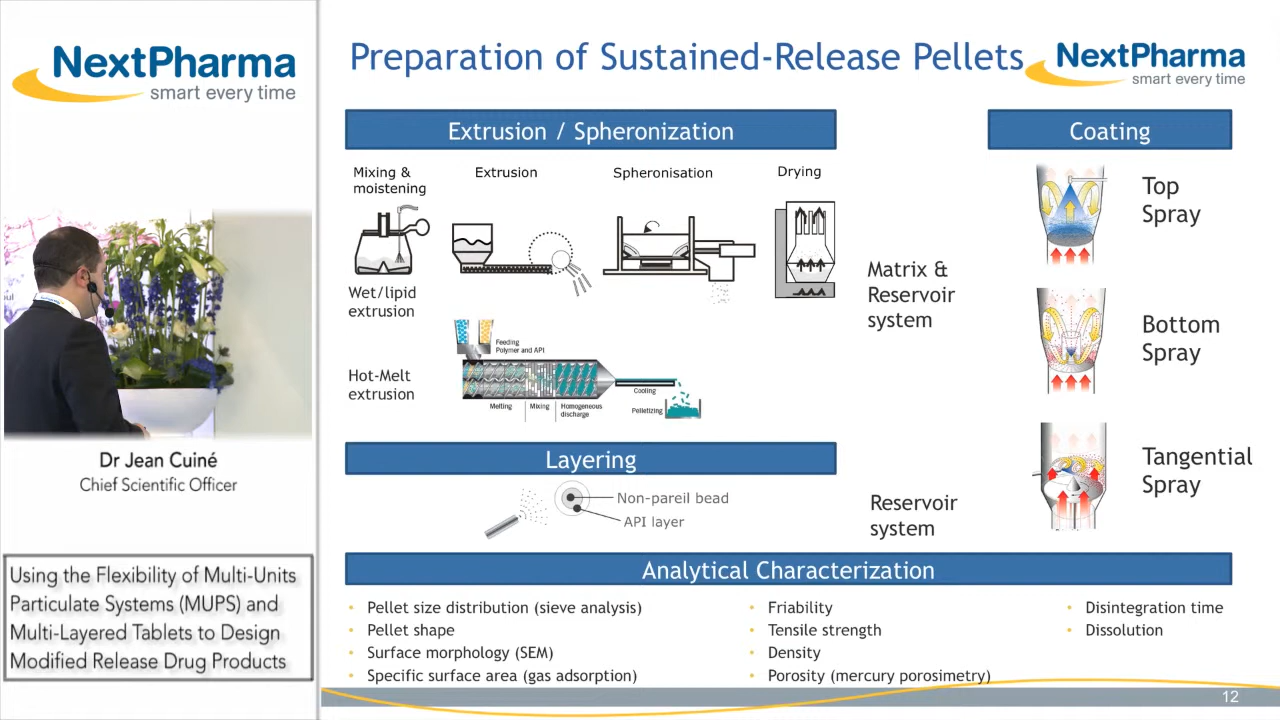 NextPharma
smart every time
Dr Jean Cuiné
Chief Scientific Officer
Using the Flexibility of Multi-Units
Particulate Systems (MUPS) and
Multi-Layered Tablets to Design
Modified Release Drug Products
Preparation of Sustained-Release Pellets
NextPharma
smart every time
Extrusion / Spheronization
Mixing &
moistening
Extrusion
Spheronisation
Drying
Wet/lipid
extrusion
Feeding
Polymer and API
Hot-Melt
extrusion
Melting
Mixing
Homogeneous
discharge
Cooling
Pelletizing
Matrix &
Reservoir
system
Layering
Non-pareil bead
API layer
Reservoir
system
Coating
Top
Spray
Bottom
Spray
Tangential
Spray
Analytical Characterization
• Pellet size distribution (sieve analysis)
• Pellet shape
• Surface morphology (SEM)
• Specific surface area (gas adsorption)
• Friability
• Tensile strength
• Density
• Porosity (mercury porosimetry)
• Disintegration time
• Dissolution
12